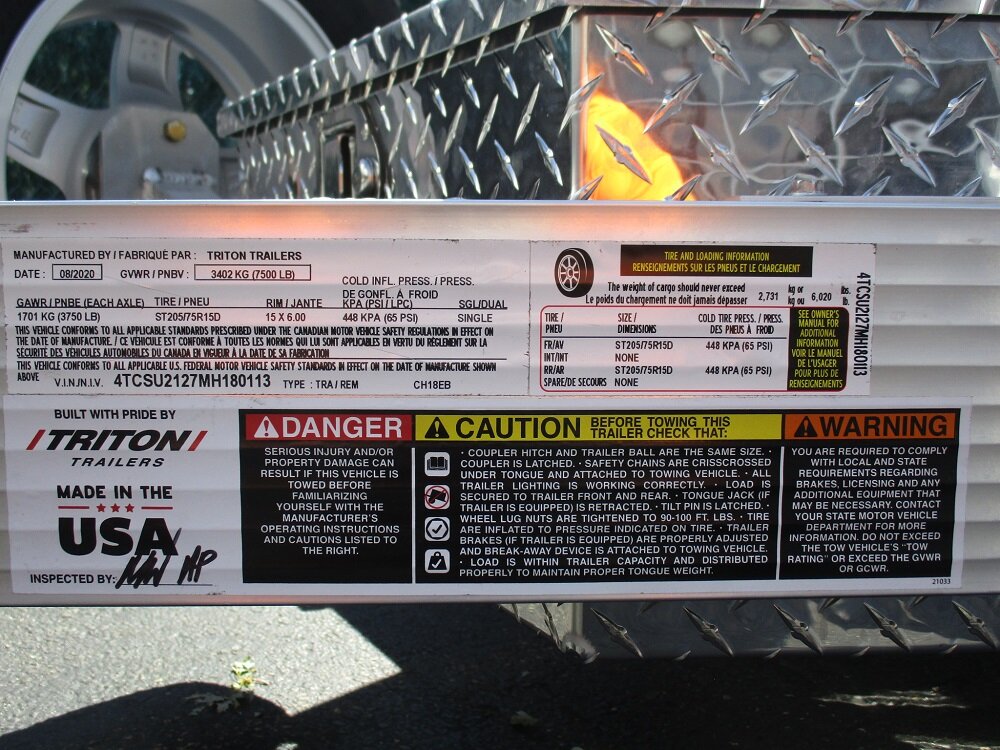 MANUFACTURED BY / FABRIQUÉ PAR : TRITON TRAILERS
DATE : 08/2020 GVWR / PNBV : 3402 KG (7500 LB)
COLD INFL. PRESS. / PRESS.
DE GONFL. À FROID
GAWR / PNBE (EACH AXLE) TIRE / PNEU RIM / JANTE KPA (PSI / LPC) SGL/DUAL
1701 KG (3750 LB) ST205/75R15D 15 X 6.00 448 KPA (65 PSI) SINGLE
THIS VEHICLE CONFORMS TO ALL APPLICABLE STANDARDS PRESCRIBED UNDER THE CANADIAN MOTOR VEHICLE SAFETY REGULATIONS IN EFFECT ON
THE DATE OF MANUFACTURE. / CE VÉHICULE EST CONFORME À TOUTES LES NORMES QUI LUI SONT APPLICABLES EN VERTU DU RÈGLEMENT SUR LA
SÉCURITÉ DES VÉHICULES AUTOMOBILES DU CANADA EN VIGUEUR À LA DATE DE SA FABRICATION
THIS VEHICLE CONFORMS TO ALL APPLICABLE U.S. FEDERAL MOTOR VEHICLE SAFETY STANDARDS IN EFFECT ON THE DATE OF MANUFACTURE SHOWN
ABOVE V.I.N./N.I.V. 4TCSU2127MH180113 TYPE : TRA / REM CH18EB
TIRE AND LOADING INFORMATION
RENSEIGNEMENTS SUR LES PNEUS ET LE CHARGEMENT
The weight of cargo should never exceed
Le poids du chargement ne doit jamais dépasser 2,731 kg or kg ou 6,020 lbs. lb.
TIRE / SIZE / COLD TIRE PRESS. / PRESS.
PNEU DIMENSIONS DES PNEUS À FROID
FR/AV ST205/75R15D 448 KPA (65 PSI)
INT/INT NONE
RR/AR ST205/75R15D 448 KPA (65 PSI)
SPARE/DE SECOURS NONE
SEE OWNER'S
MANUAL FOR
ADDITIONAL
INFORMATION
VOIR LE MANUEL
DE L'USAGER
POUR PLUS DE
RENSEIGNEMENTS
4TCSU2127MH180113
BUILT WITH PRIDE BY
TRITON
TRAILERS
MADE IN THE
USA
INSPECTED BY: MW MP
DANGER
SERIOUS INJURY AND/OR
PROPERTY DAMAGE CAN
RESULT IF THIS VEHICLE IS
TOWED BEFORE
FAMILIARIZING
YOURSELF WITH THE
MANUFACTURER'S
OPERATING INSTRUCTIONS
AND CAUTIONS LISTED TO
THE RIGHT.
CAUTION BEFORE TOWING THIS
TRAILER CHECK THAT:
• COUPLER HITCH AND TRAILER BALL ARE THE SAME SIZE. •
COUPLER IS LATCHED. • SAFETY CHAINS ARE CRISSCROSSED
UNDER TONGUE AND ATTACHED TO TOWING VEHICLE. • ALL
TRAILER LIGHTING IS WORKING CORRECTLY. • LOAD IS
SECURED TO TRAILER FRONT AND REAR. • TONGUE JACK (IF
TRAILER IS EQUIPPED) IS RETRACTED. • TILT PIN IS LATCHED. •
WHEEL LUG NUTS ARE TIGHTENED TO 90-100 FT. LBS. • TIRE
ARE INFLATED TO PRESSURE INDICATED ON TIRE. • TRAILER
BRAKES (IF TRAILER IS EQUIPPED) ARE PROPERLY ADJUSTED
AND BREAK-AWAY DEVICE IS ATTACHED TO TOWING VEHICLE.
• LOAD IS WITHIN TRAILER CAPACITY AND DISTRIBUTED
PROPERLY TO MAINTAIN PROPER TONGUE WEIGHT.
WARNING
YOU ARE REQUIRED TO COMPLY
WITH LOCAL AND STATE
REQUIREMENTS REGARDING
BRAKES, LICENSING AND ANY
ADDITIONAL EQUIPMENT THAT
MAY BE NECESSARY. CONTACT
YOUR STATE MOTOR VEHICLE
DEPARTMENT FOR MORE
INFORMATION. DO NOT EXCEED
THE TOW VEHICLE'S "TOW
RATING" OR EXCEED THE GVWR
OR GCWR.
21033